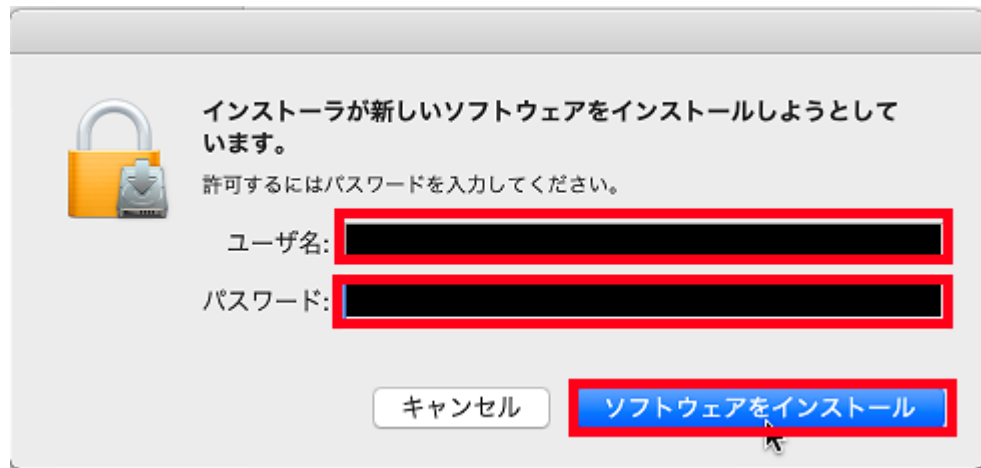 インストーラが新しいソフトウェアをインストールしようとして
います。
許可するにはパスワードを入力してください。
ユーザ名:
パスワード:
キャンセル
ソフトウェアをインストール